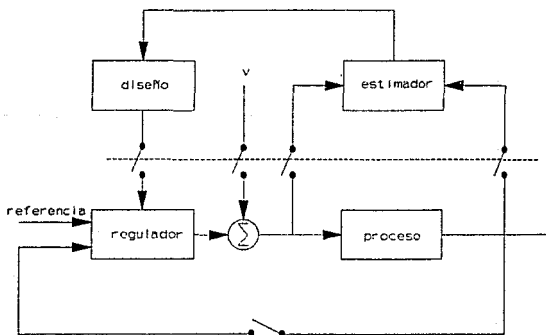 diseño
v
estimador
referencia
regulador
Σ
proceso